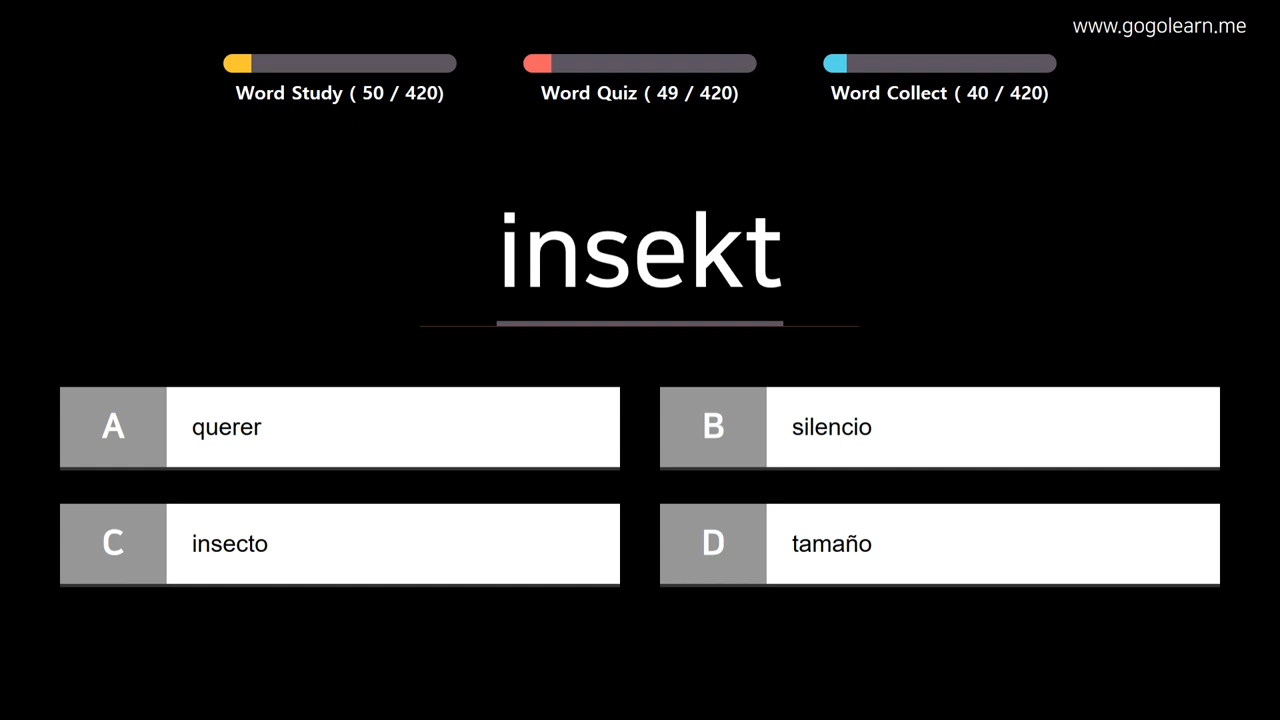 www.gogolearn.me
Word Study ( 50 / 420)
Word Quiz ( 49 / 420)
Word Collect ( 40 / 420)
insekt
A querer
B silencio
C insecto
D tamaño